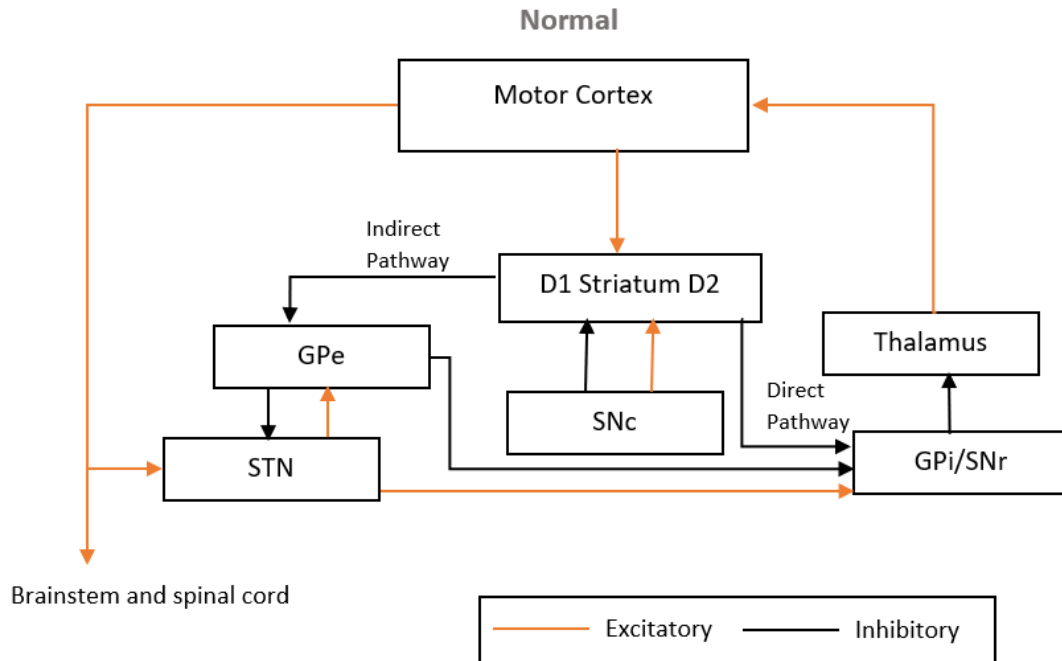 Normal
Motor Cortex
Indirect
Pathway
D1 Striatum D2
GPe
Thalamus
SNc
Direct
Pathway
STN
GPi/SNr
Brainstem and spinal cord
Excitatory
Inhibitory